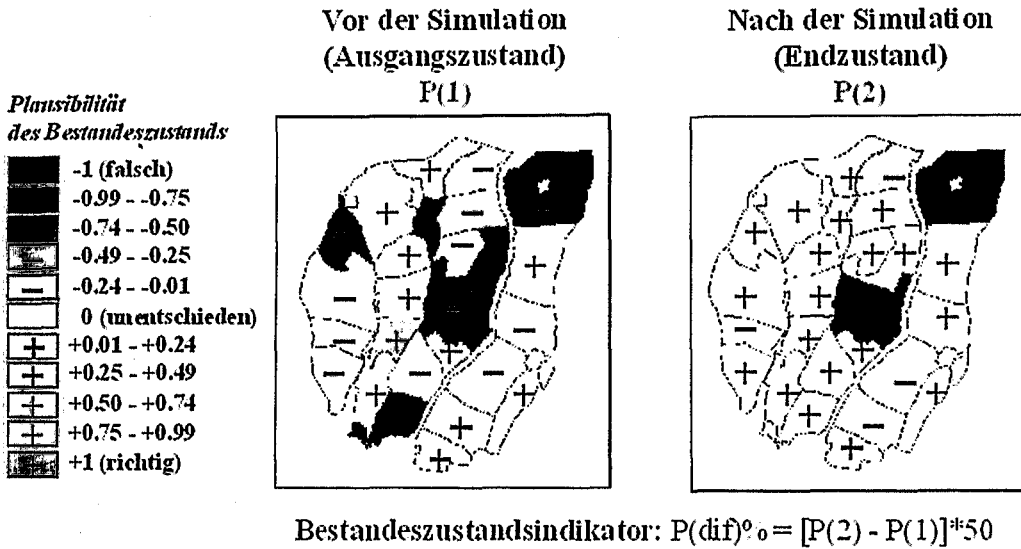 Vor der Simulation
(Ausgangszustand)
P(1)
Nach der Simulation
(Endzustand)
P(2)
Plausibilität
des Bestandeszustands
-1 (falsch)
-0.99 - -0.75
-0.74 - -0.50
-0.49 - -0.25
-0.24 - -0.01
0 (unentschieden)
+0.01 - +0.24
+0.25 - +0.49
+0.50 - +0.74
+0.75 - +0.99
+1 (richtig)
Bestandeszustandsindikator: P(dif)% = [P(2) - P(1)]*50